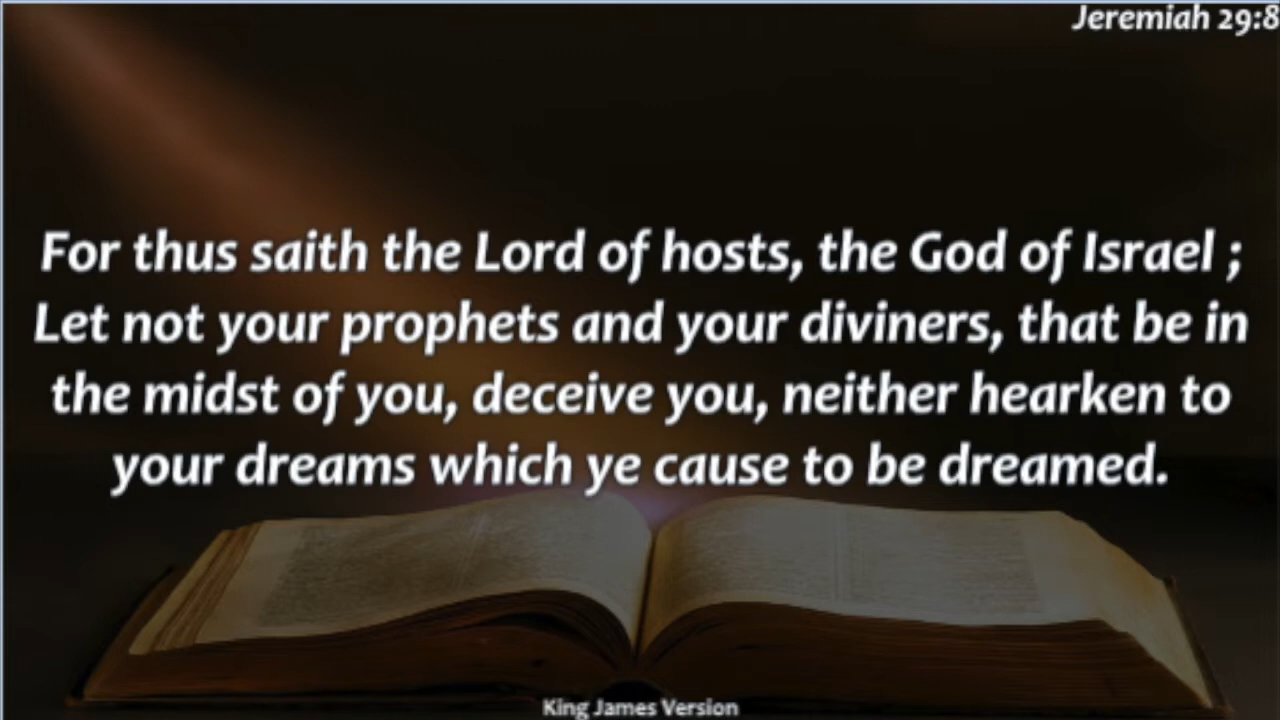 Jeremiah 29:8
For thus saith the Lord of hosts, the God of Israel ;
Let not your prophets and your diviners, that be in
the midst of you, deceive you, neither hearken to
your dreams which ye cause to be dreamed.
King James Version